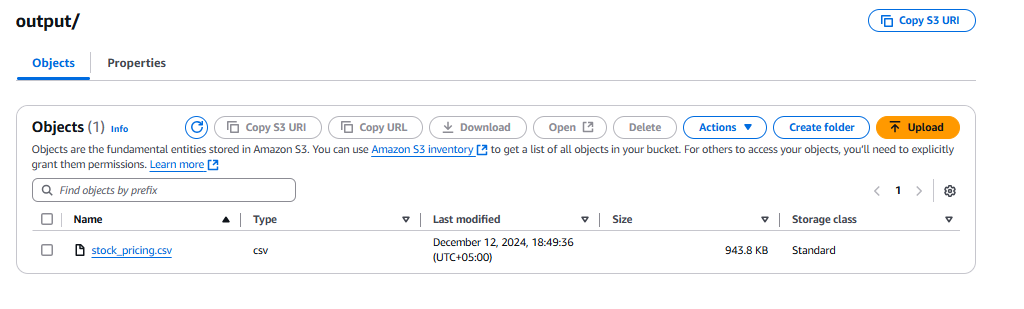 output/
Copy S3 URI
Objects
Properties
Objects (1) Info
Copy S3 URI
Copy URL
Download
Open
Delete
Actions
Create folder
Upload
Objects are the fundamental entities stored in Amazon S3. You can use Amazon S3 inventory to get a list of all objects in your bucket. For others to access your objects, you'll need to explicitly
grant them permissions. Learn more
Find objects by prefix
1
Name
Type
Last modified
Size
Storage class
stock_pricing.csv
csv
December 12, 2024, 18:49:36
(UTC+05:00)
943.8 KB
Standard